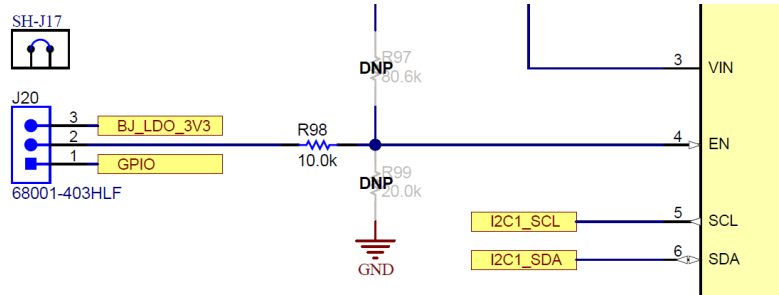 SH-J17
J20
3
BJ_LDO_3V3
2
1
GPIO
68001-403HLF
R98
10.0k
R97
DNP
80.6k
R99
DNP
20.0k
GND
3
VIN
4
EN
I2C1_SCL
5
SCL
I2C1_SDA
6
SDA